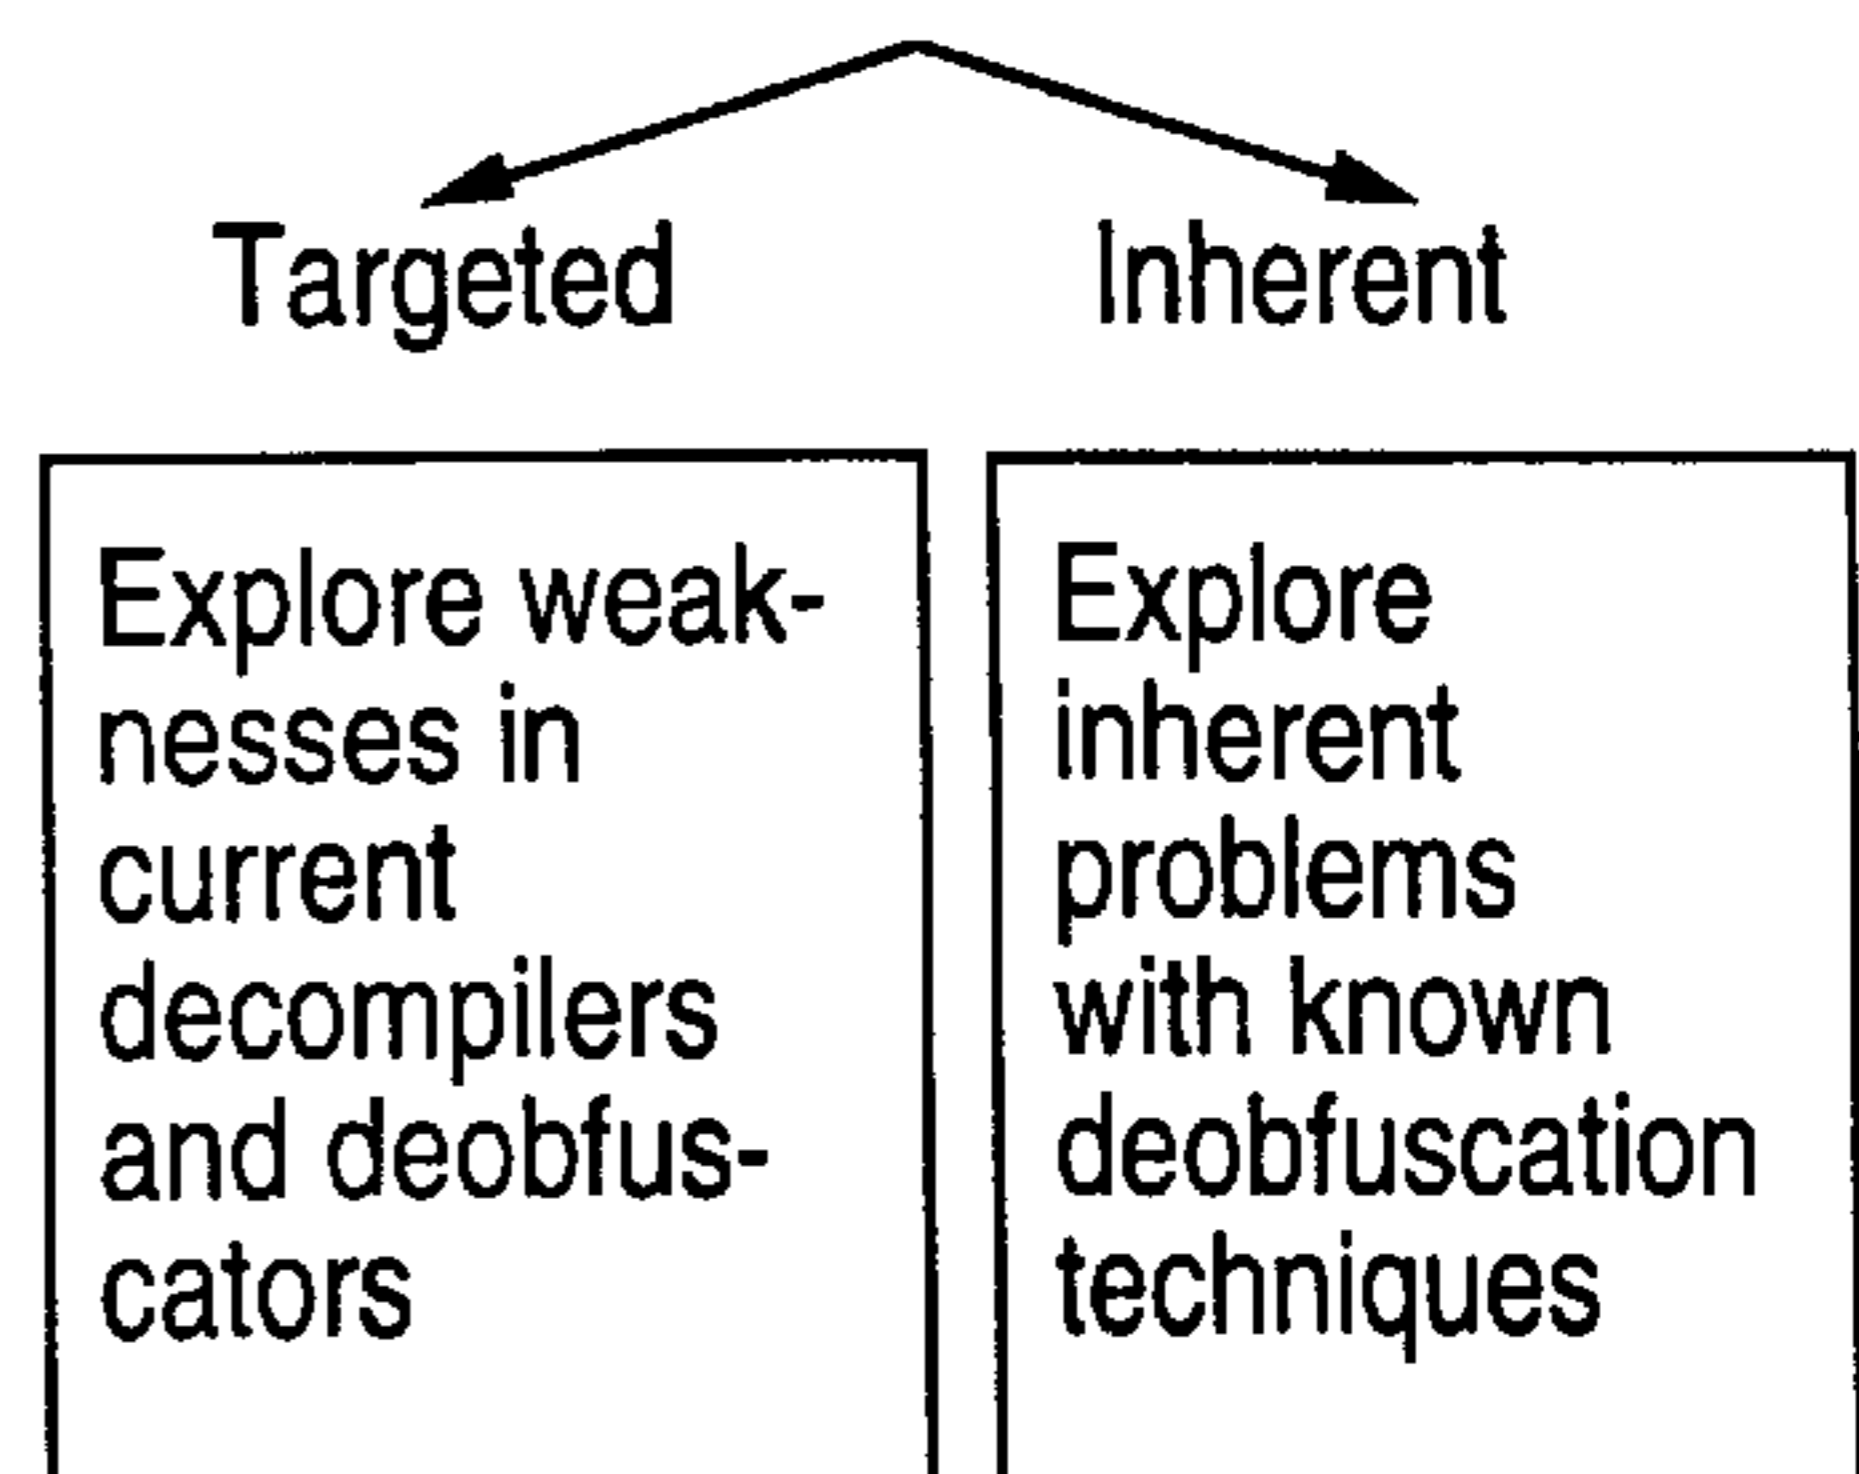 Targeted
Inherent
Explore weak-
nesses in
current
decompilers
and deobfus-
cators
Explore
inherent
problems
with known
deobfuscation
techniques